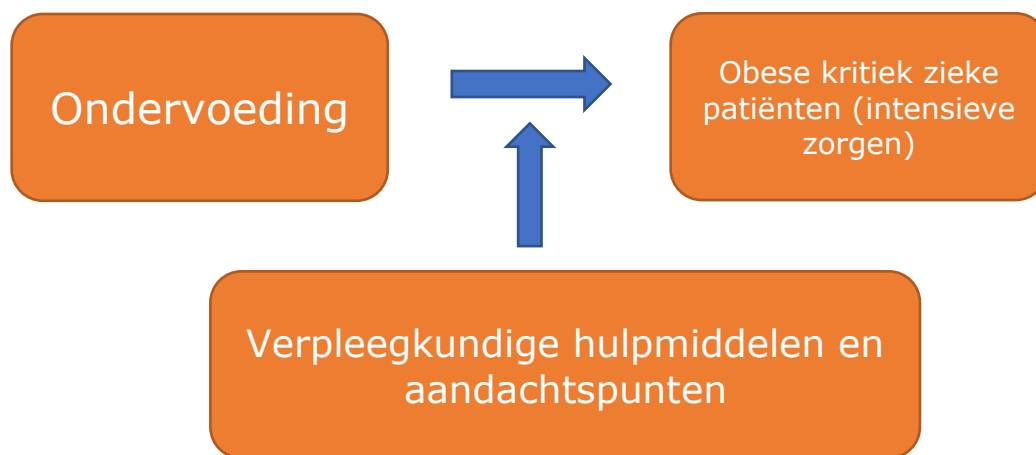 Ondervoeding
Obese kritiek zieke
patiënten (intensieve
zorgen)
Verpleegkundige hulpmiddelen en
aandachtspunten